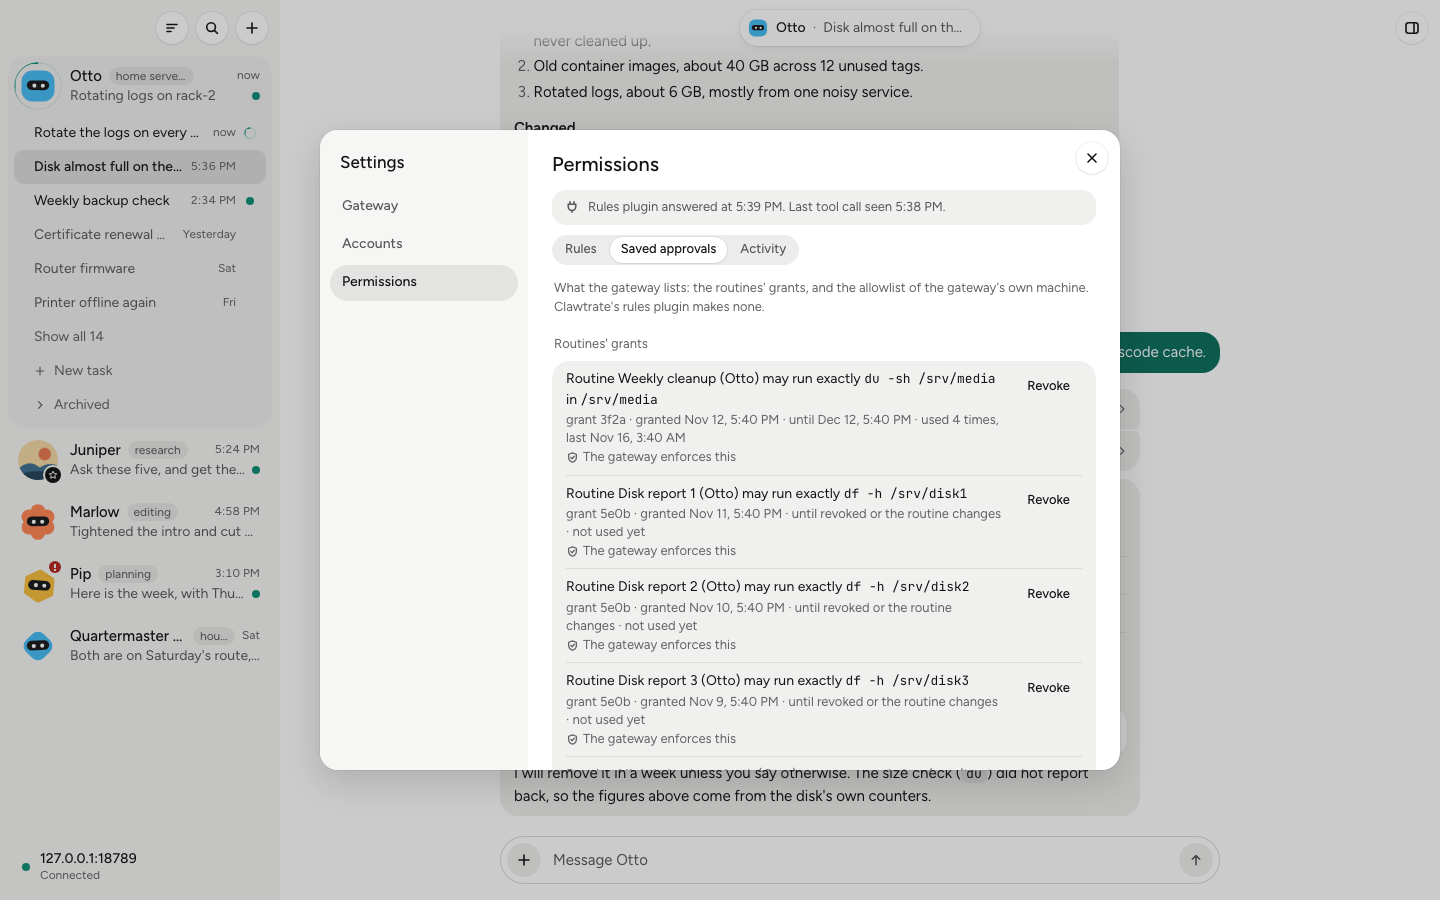 Otto
home serve...
now
Rotating logs on rack-2
Rotate the logs on every ...
now
Disk almost full on the...
5:36 PM
Weekly backup check
2:34 PM
Certificate renewal ...
Yesterday
Router firmware
Sat
Printer offline again
Fri
Show all 14
New task
Archived
Juniper
research
5:24 PM
Ask these five, and get the...
Marlow
editing
4:58 PM
Tightened the intro and cut ...
Pip
planning
3:10 PM
Here is the week, with Thu...
Quartermaster ...
hou...
Sat
Both are on Saturday's route,...
127.0.0.1:18789
Connected
Otto · Disk almost full on th...
never cleaned up.
2. Old container images, about 40 GB across 12 unused tags.
3. Rotated logs, about 6 GB, mostly from one noisy service.
Changed
scode cache.
Settings
Gateway
Accounts
Permissions
Permissions
Rules plugin answered at 5:39 PM. Last tool call seen 5:38 PM.
Rules
Saved approvals
Activity
What the gateway lists: the routines' grants, and the allowlist of the gateway's own machine.
Clawtrate's rules plugin makes none.
Routines' grants
Routine Weekly cleanup (Otto) may run exactly du -sh /srv/media
in /srv/media
Revoke
grant 3f2a · granted Nov 12, 5:40 PM · until Dec 12, 5:40 PM · used 4 times,
last Nov 16, 3:40 AM
The gateway enforces this
Routine Disk report 1 (Otto) may run exactly df -h /srv/disk1
Revoke
grant 5e0b · granted Nov 11, 5:40 PM · until revoked or the routine changes
· not used yet
The gateway enforces this
Routine Disk report 2 (Otto) may run exactly df -h /srv/disk2
Revoke
grant 5e0b · granted Nov 10, 5:40 PM · until revoked or the routine
changes · not used yet
The gateway enforces this
Routine Disk report 3 (Otto) may run exactly df -h /srv/disk3
Revoke
grant 5e0b · granted Nov 9, 5:40 PM · until revoked or the routine changes
· not used yet
The gateway enforces this
I will remove it in a week unless you say otherwise. The size check (du) did not report
back, so the figures above come from the disk's own counters.
Message Otto